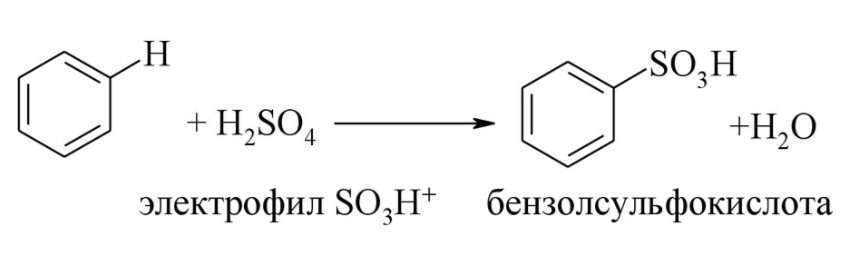 H + H₂SO₄ SO₃H +H₂O
электрофил SO₃H⁺ бензолсульфокислота